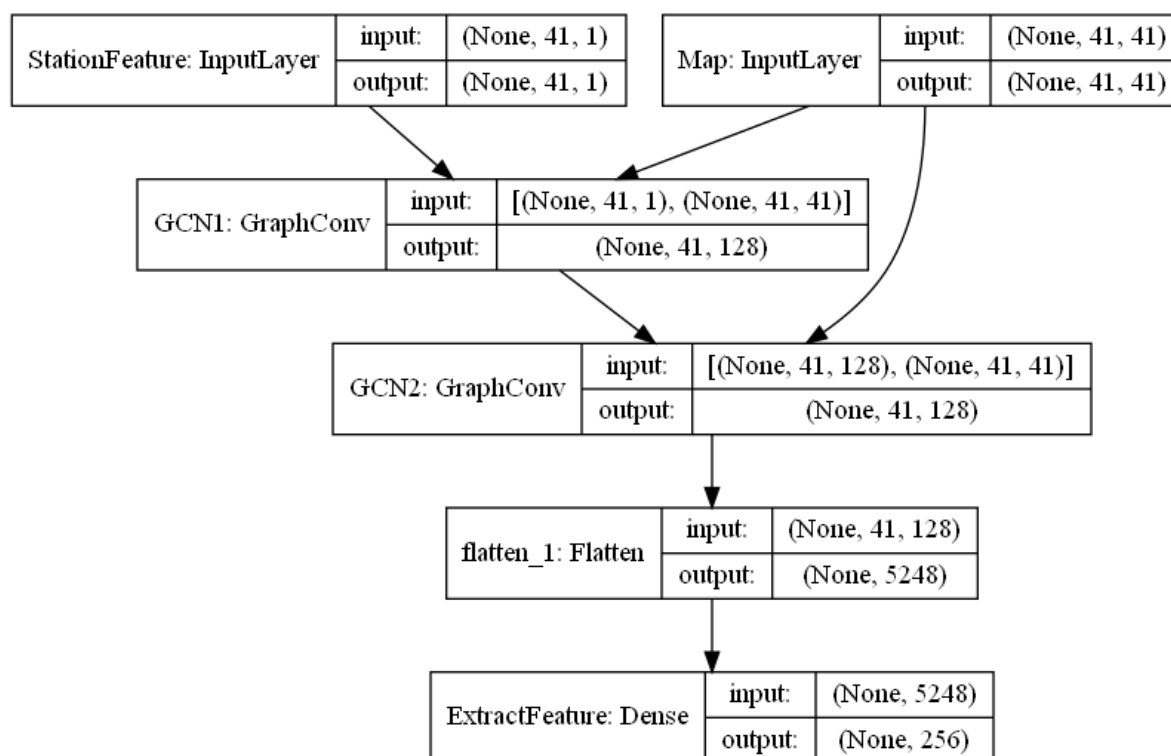 StationFeature: InputLayer
input:
(None, 41, 1)
output:
(None, 41, 1)
Map: InputLayer
input:
(None, 41, 41)
output:
(None, 41, 41)
GCN1: GraphConv
input:
[(None, 41, 1), (None, 41, 41)]
output:
(None, 41, 128)
GCN2: GraphConv
input:
[(None, 41, 128), (None, 41, 41)]
output:
(None, 41, 128)
flatten_1: Flatten
input:
(None, 41, 128)
output:
(None, 5248)
ExtractFeature: Dense
input:
(None, 5248)
output:
(None, 256)